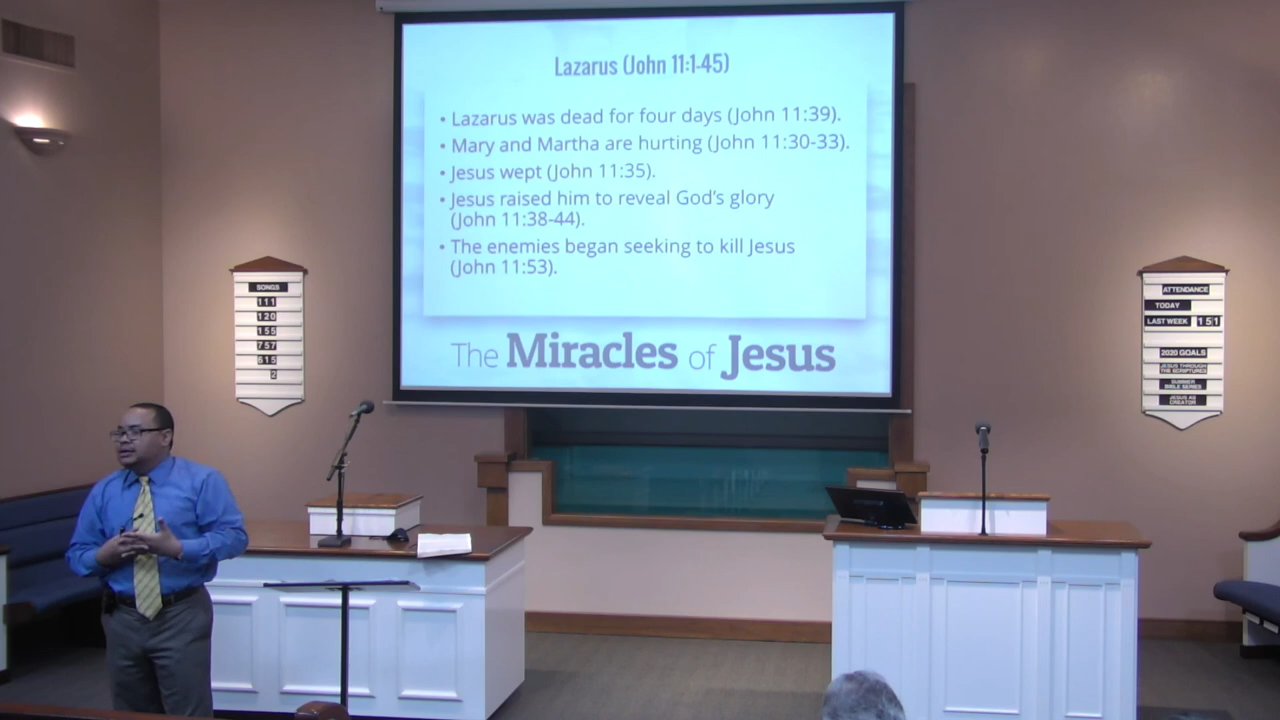 Lazarus (John 11:1-45)
• Lazarus was dead for four days (John 11:39).
• Mary and Martha are hurting (John 11:30-33).
• Jesus wept (John 11:35).
• Jesus raised him to reveal God's glory
(John 11:38-44).
• The enemies began seeking to kill Jesus
(John 11:53).
The Miracles of Jesus
SONGS
111
120
155
757
615
2
ATTENDANCE
TODAY
LAST WEEK 151
2020 GOALS
JESUS THROUGH
THE SCRIPTURES
SUMMER
BIBLE SERIES
JESUS AS
CREATOR